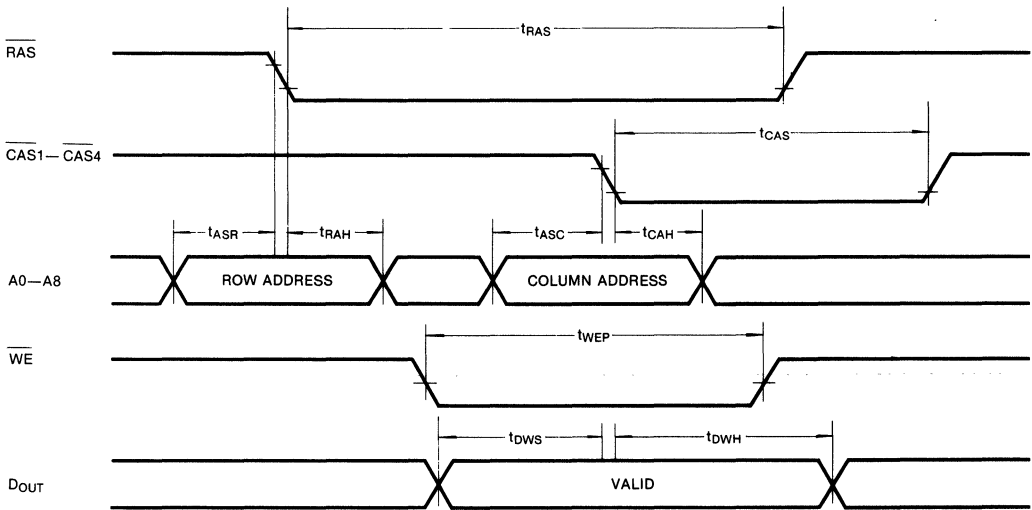 tRAS
RAS
CAS1—CAS4
tCAS
tASR
tRAH
tASC
tCAH
A0—A8
ROW ADDRESS
COLUMN ADDRESS
tWEP
WE
tDWS
tDWH
DOUT
VALID